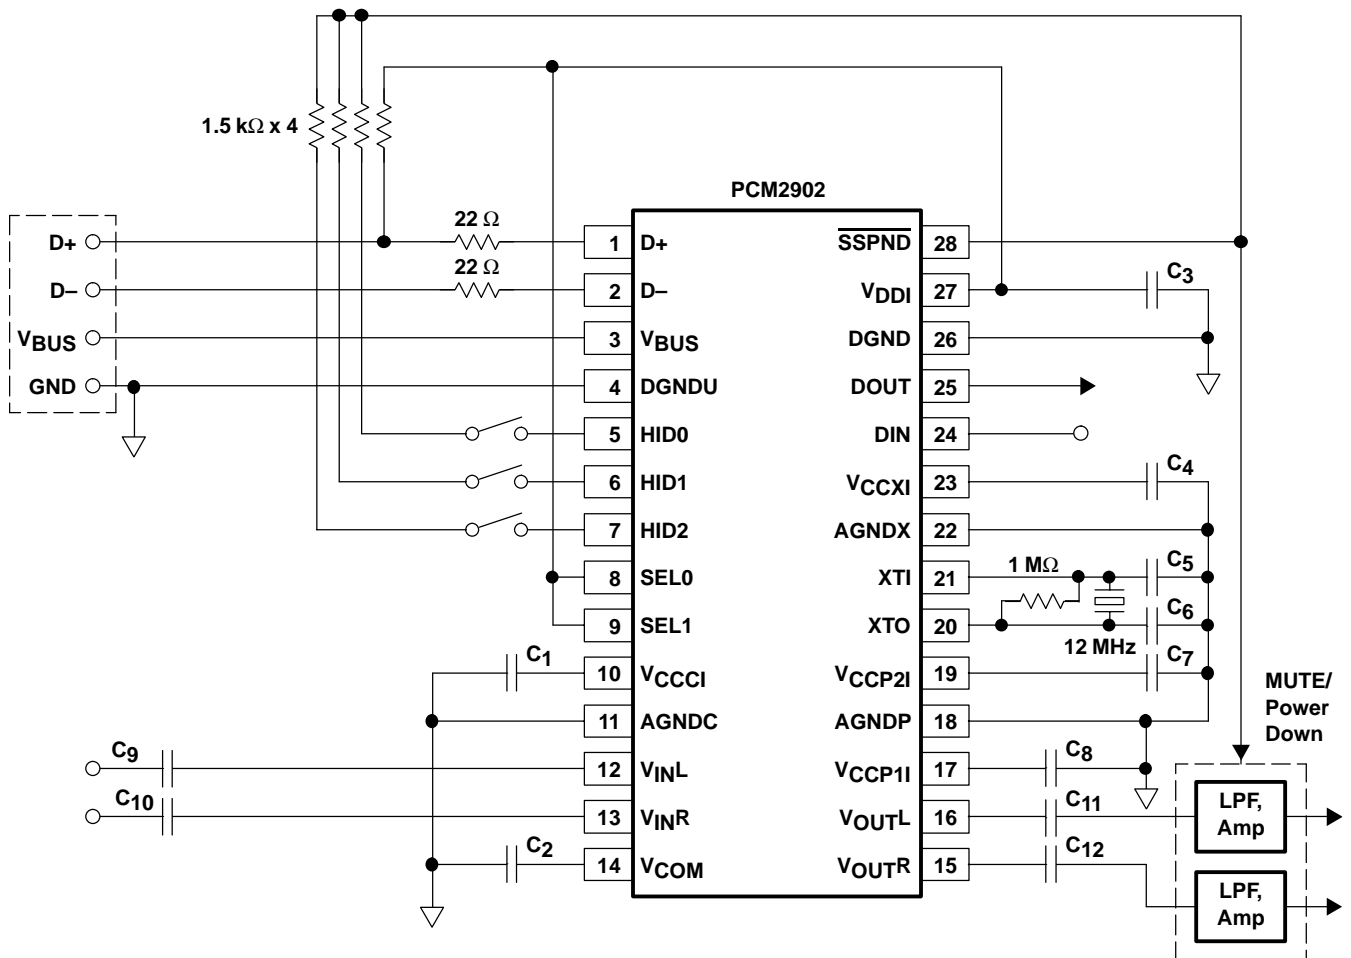 1.5 kΩ x 4
PCM2902
D+
22 Ω
1
D+
SSPND
28
D–
22 Ω
2
D–
VDDI
27
C3
VBUS
3
VBUS
DGND
26
GND
4
DGNDU
DOUT
25
5
HID0
DIN
24
6
HID1
VCCXI
23
C4
7
HID2
AGNDX
22
8
SEL0
XTI
21
1 MΩ
C5
9
SEL1
XTO
20
12 MHz
C6
C1
10
VCCCI
VCCP2I
19
C7
11
AGNDC
AGNDP
18
MUTE/
Power
Down
C9
12
VINL
VCCP1I
17
C8
C10
13
VINR
VOUTL
16
C11
LPF,
Amp
C2
14
VCOM
VOUTR
15
C12
LPF,
Amp